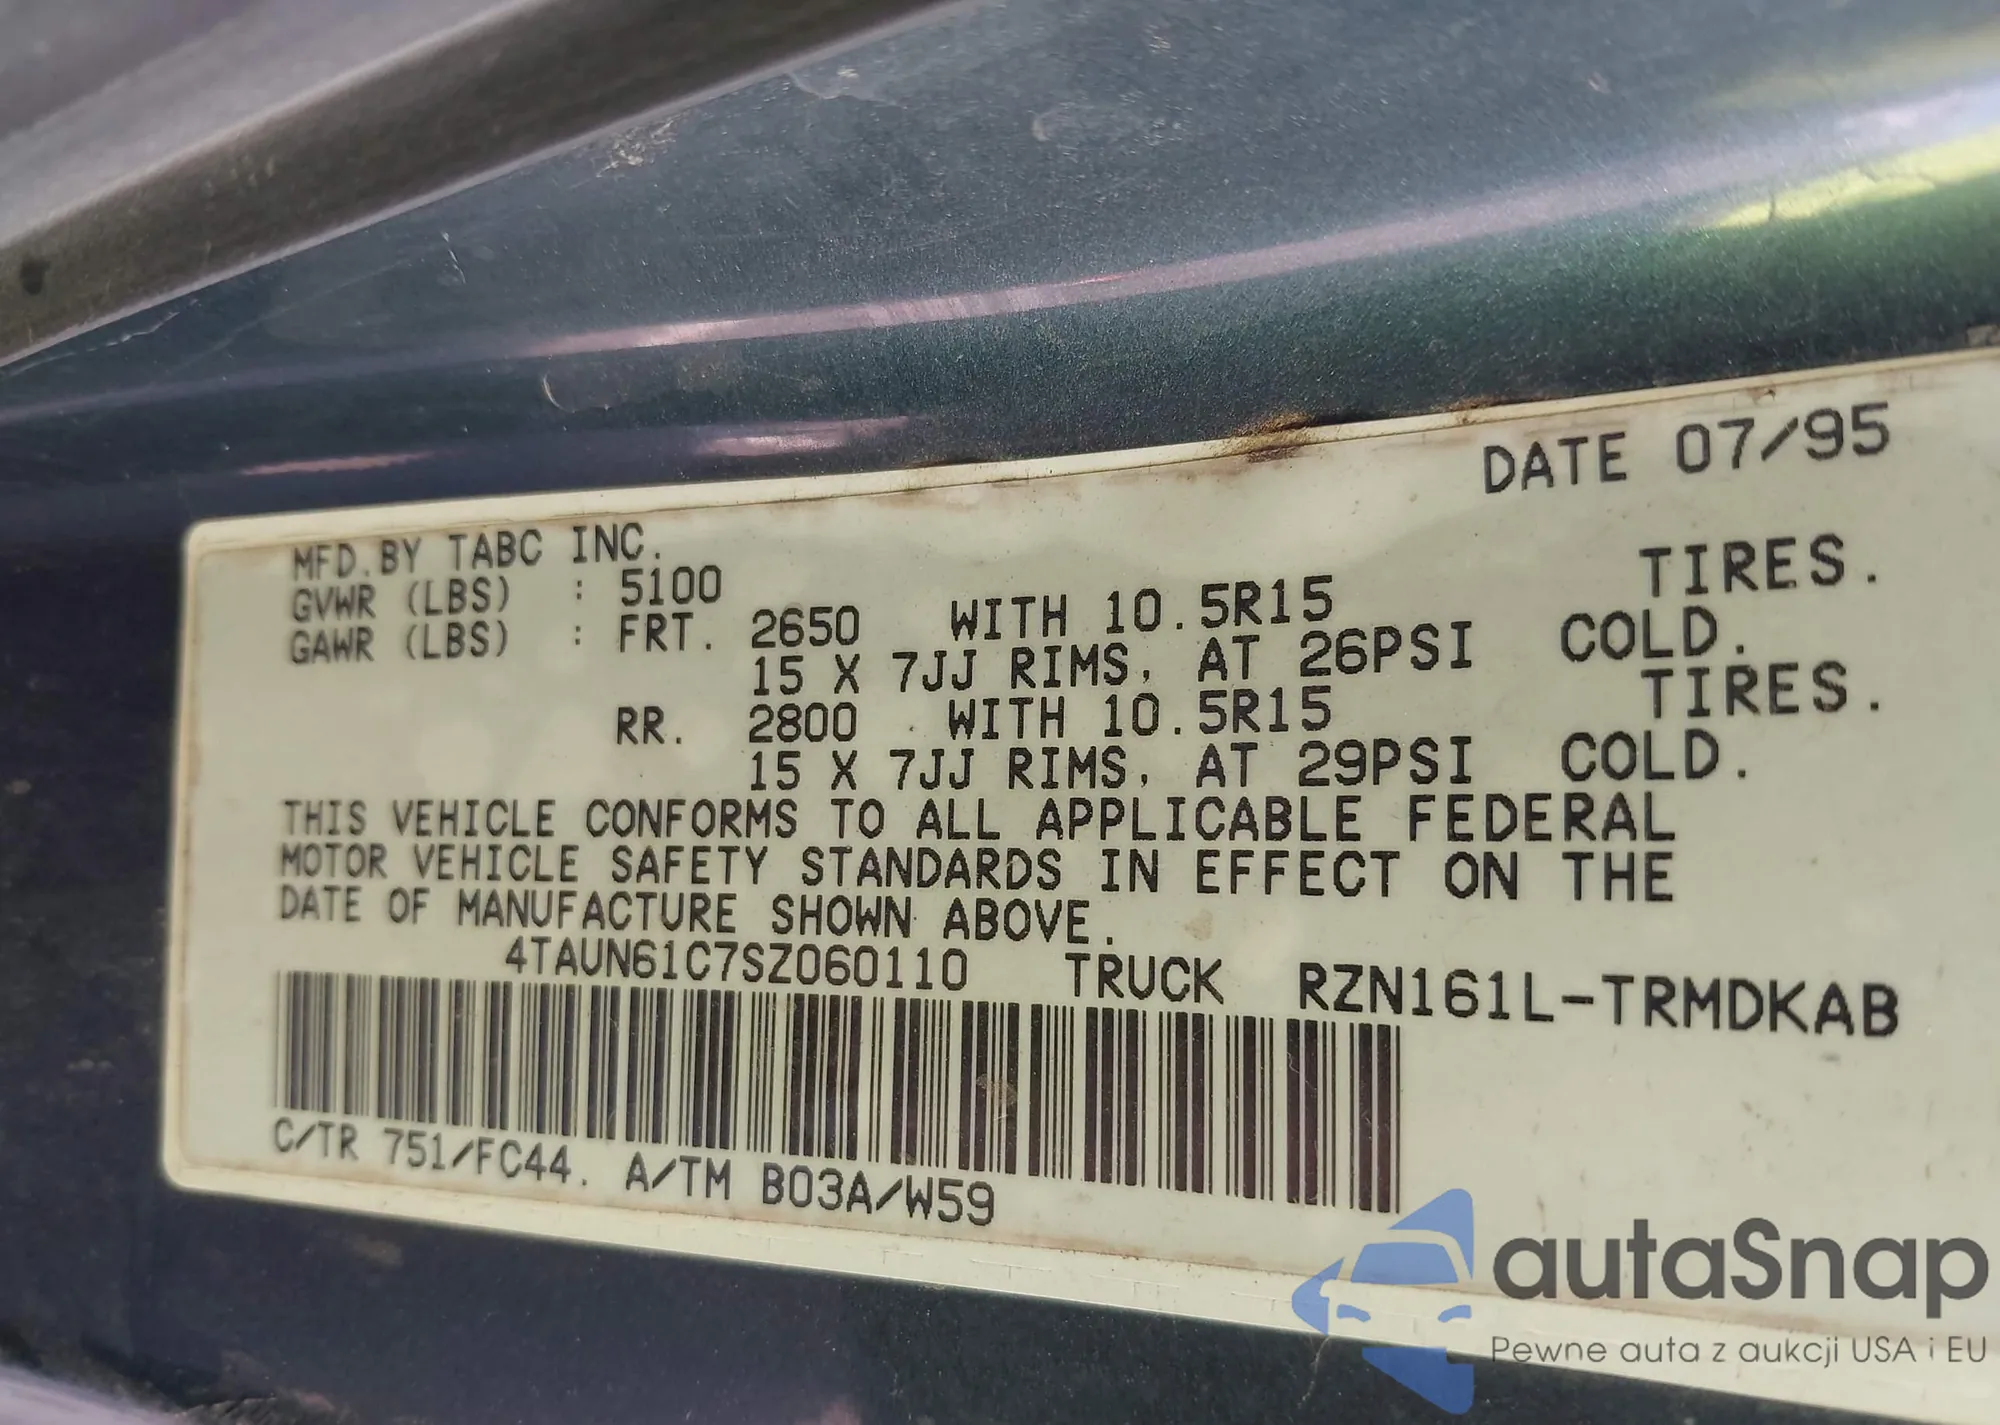 DATE 07/95
MFD.BY TABC INC.
GVWR (LBS) : 5100
GAWR (LBS) : FRT. 2650 WITH 10.5R15 TIRES.
15 X 7JJ RIMS, AT 26PSI COLD.
RR. 2800 WITH 10.5R15 TIRES.
15 X 7JJ RIMS, AT 29PSI COLD.
THIS VEHICLE CONFORMS TO ALL APPLICABLE FEDERAL
MOTOR VEHICLE SAFETY STANDARDS IN EFFECT ON THE
DATE OF MANUFACTURE SHOWN ABOVE.
4TAUN61C7SZ060110 TRUCK RZN161L-TRMDKAB
C/TR 751/FC44. A/TM B03A/W59
autaSnap
Pewne auta z aukcji USA i EU